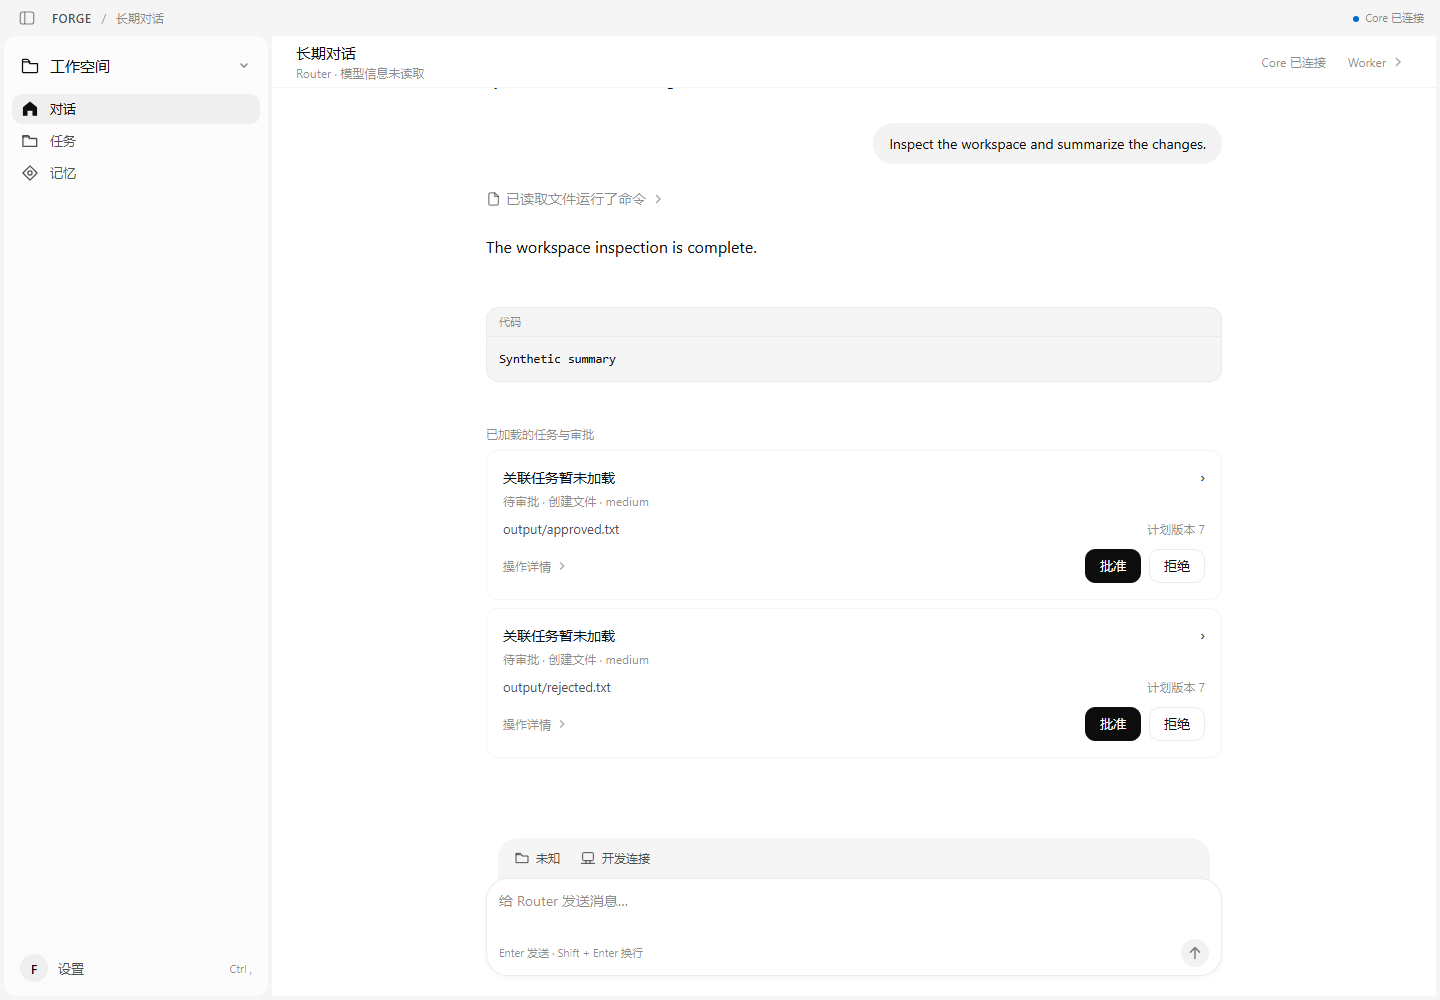 FORGE / 长期对话
Core 已连接
工作空间
对话
任务
记忆
F 设置 Ctrl ,
长期对话
Router · 模型信息未读取
Core 已连接 Worker
Inspect the workspace and summarize the changes.
已读取文件运行了命令
The workspace inspection is complete.
代码
Synthetic summary
已加载的任务与审批
关联任务暂未加载
待审批 · 创建文件 · medium
output/approved.txt 计划版本 7
操作详情 批准 拒绝
关联任务暂未加载
待审批 · 创建文件 · medium
output/rejected.txt 计划版本 7
操作详情 批准 拒绝
未知 开发连接
给 Router 发送消息...
Enter 发送 · Shift + Enter 换行